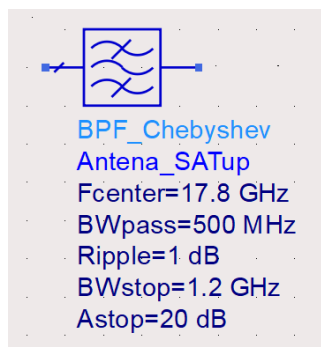 BPF_Chebyshev
Antena_SATup
Fcenter=17.8 GHz
BWpass=500 MHz
Ripple=1 dB
BWstop=1.2 GHz
Astop=20 dB